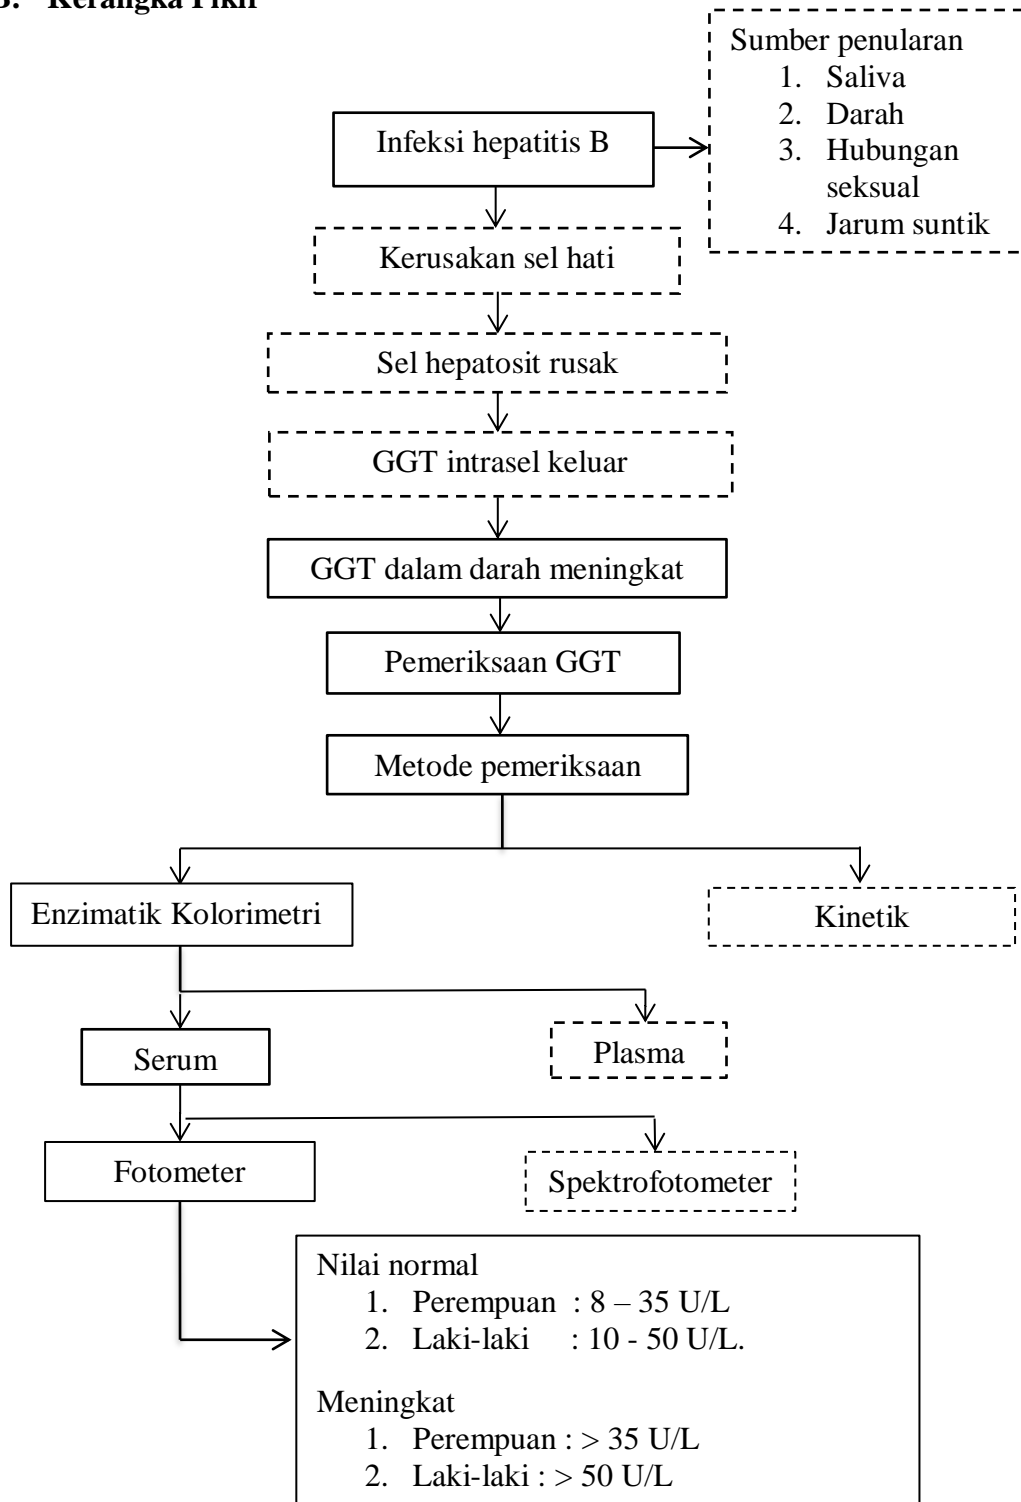 B. Kerangka Fikir
Sumber penularan
1. Saliva
2. Darah
3. Hubungan
seksual
4. Jarum suntik
Infeksi hepatitis B
Kerusakan sel hati
Sel hepatosit rusak
GGT intrasel keluar
GGT dalam darah meningkat
Pemeriksaan GGT
Metode pemeriksaan
Enzimatik Kolorimetri
Kinetik
Serum
Plasma
Fotometer
Spektrofotometer
Nilai normal
1. Perempuan : 8 – 35 U/L
2. Laki-laki : 10 - 50 U/L.
Meningkat
1. Perempuan : > 35 U/L
2. Laki-laki : > 50 U/L